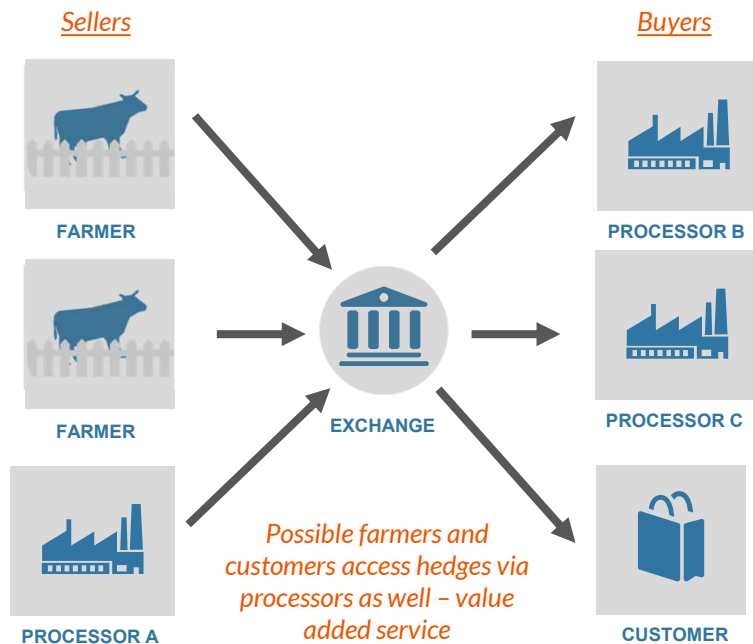 Sellers
Buyers
FARMER
PROCESSOR B
FARMER
EXCHANGE
PROCESSOR C
Possible farmers and
customers access hedges via
processors as well – value
added service
PROCESSOR A
CUSTOMER